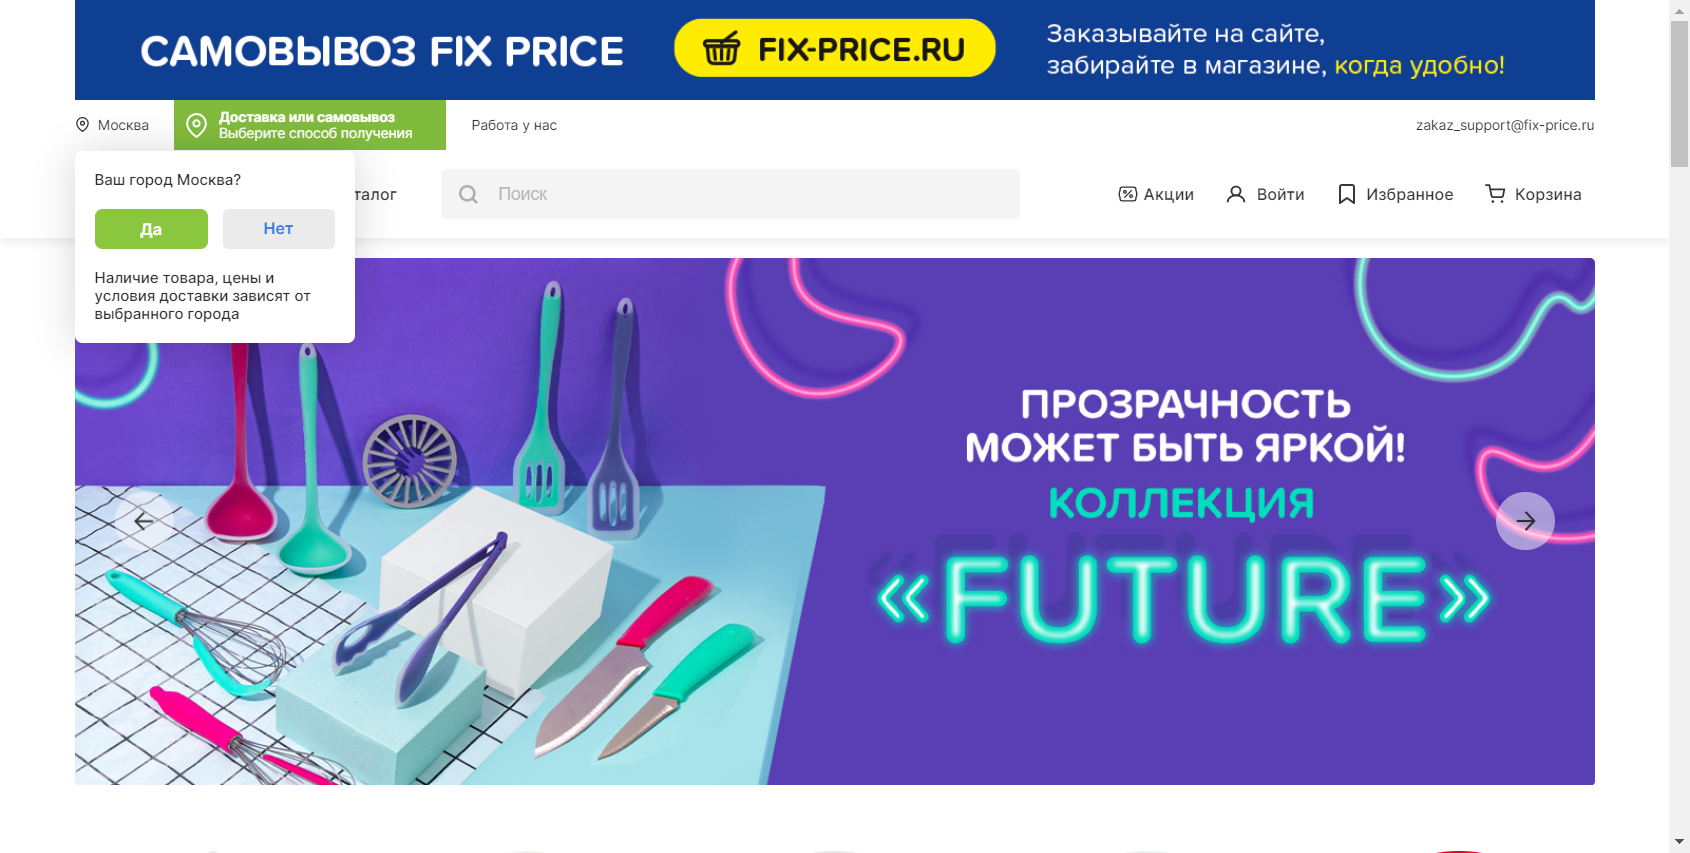 САМОВЫВОЗ FIX PRICE
FIX-PRICE.RU
Заказывайте на сайте,
забирайте в магазине, когда удобно!
Москва
Доставка или самовывоз
Выберите способ получения
Работа у нас
zakaz_support@fix-price.ru
Ваш город Москва?
Да
Нет
Наличие товара, цены и
условия доставки зависят от
выбранного города
талог
Поиск
Акции
Войти
Избранное
Корзина
ПРОЗРАЧНОСТЬ
МОЖЕТ БЫТЬ ЯРКОЙ!
КОЛЛЕКЦИЯ
«FUTURE»